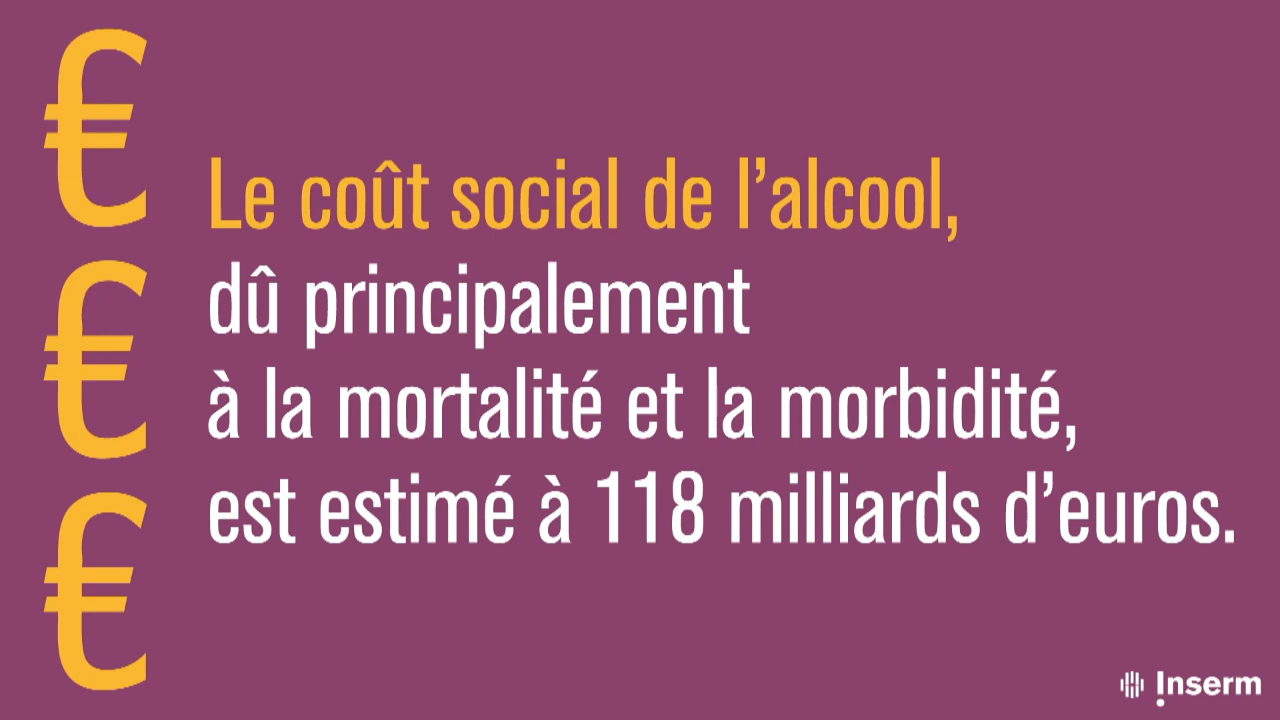 €
€
€
Le coût social de l’alcool,
dû principalement
à la mortalité et la morbidité,
est estimé à 118 milliards d’euros.
Inserm